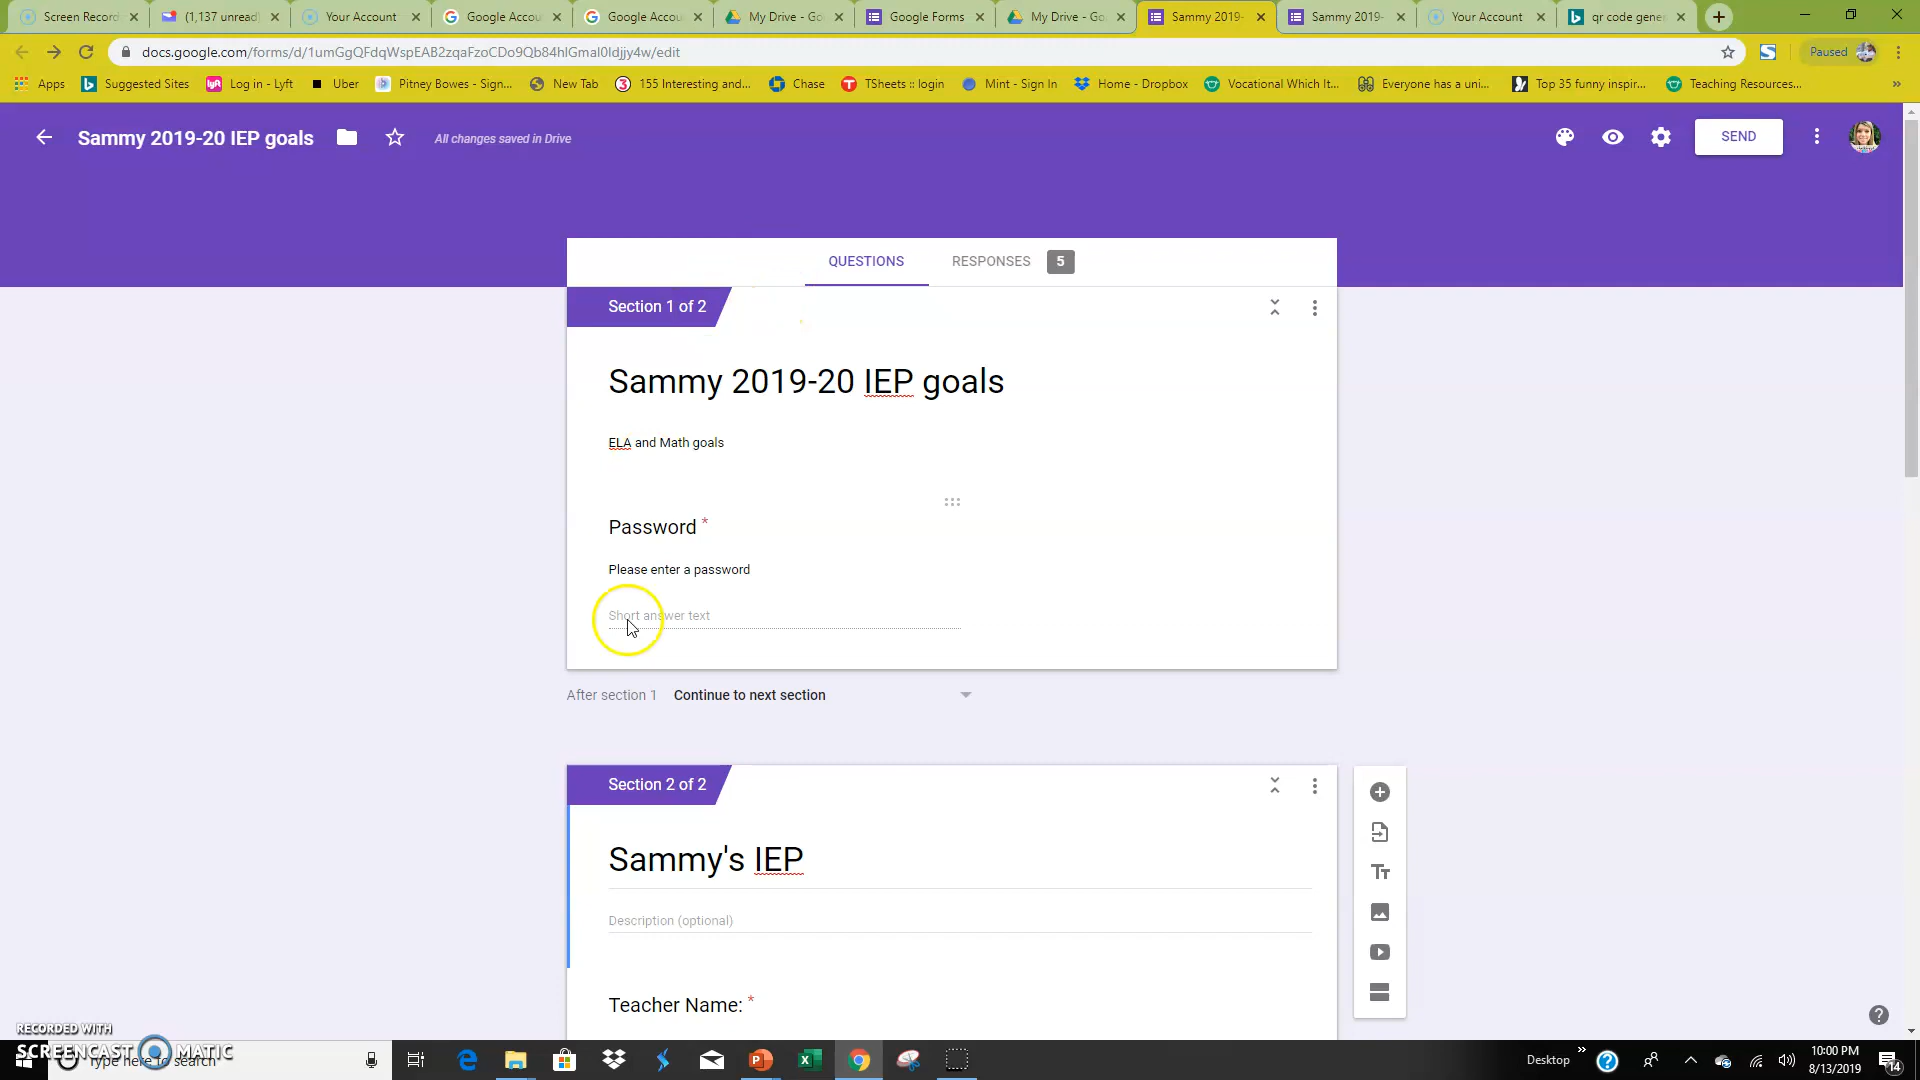 Screen Record
(1,137 unread)
Your Account
Google Accou
Google Accou
My Drive - Go
Google Forms
My Drive - Go
Sammy 2019-
Sammy 2019-
Your Account
qr code gene
docs.google.com/forms/d/1umGgQFdqWspEAB2zqaFzoCDo9Qb84hlGmal0ldjjy4w/edit
Paused
Apps
Suggested Sites
Log in - Lyft
Uber
Pitney Bowes - Sign...
New Tab
155 Interesting and...
Chase
TSheets :: login
Mint - Sign In
Home - Dropbox
Vocational Which It...
Everyone has a uni...
Top 35 funny inspir...
Teaching Resources...
»
Sammy 2019-20 IEP goals
All changes saved in Drive
SEND
QUESTIONS
RESPONSES 5
Section 1 of 2
Sammy 2019-20 IEP goals
ELA and Math goals
Password *
Please enter a password
Short answer text
After section 1 Continue to next section
Section 2 of 2
Sammy's IEP
Description (optional)
Teacher Name: *
RECORDED WITH
SCREENCAST MATIC
Type here to search
Desktop
10:00 PM
8/13/2019
14